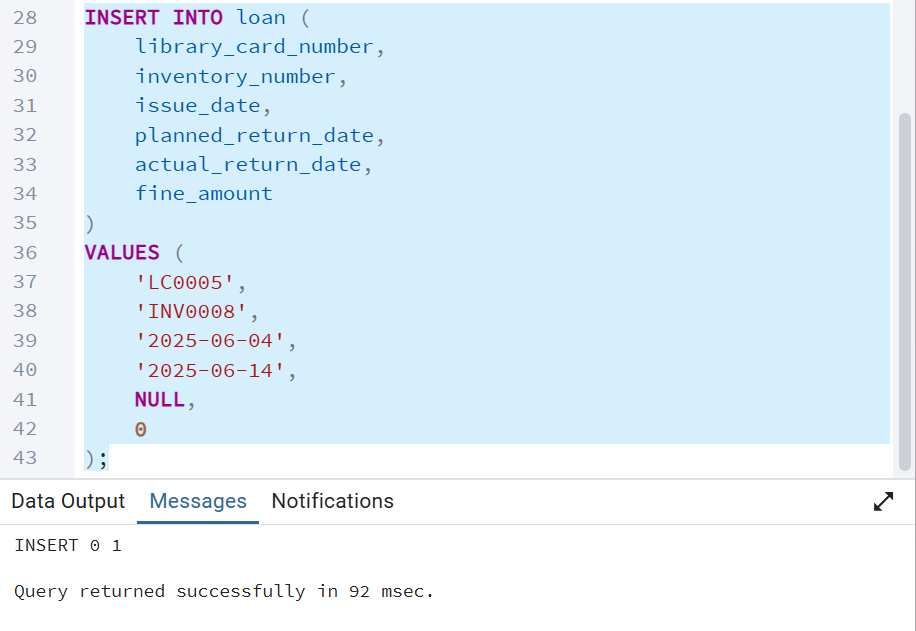 28 INSERT INTO loan (
29     library_card_number,
30     inventory_number,
31     issue_date,
32     planned_return_date,
33     actual_return_date,
34     fine_amount
35 )
36 VALUES (
37     'LC0005',
38     'INV0008',
39     '2025-06-04',
40     '2025-06-14',
41     NULL,
42     0
43 );
Data Output Messages Notifications
INSERT 0 1
Query returned successfully in 92 msec.